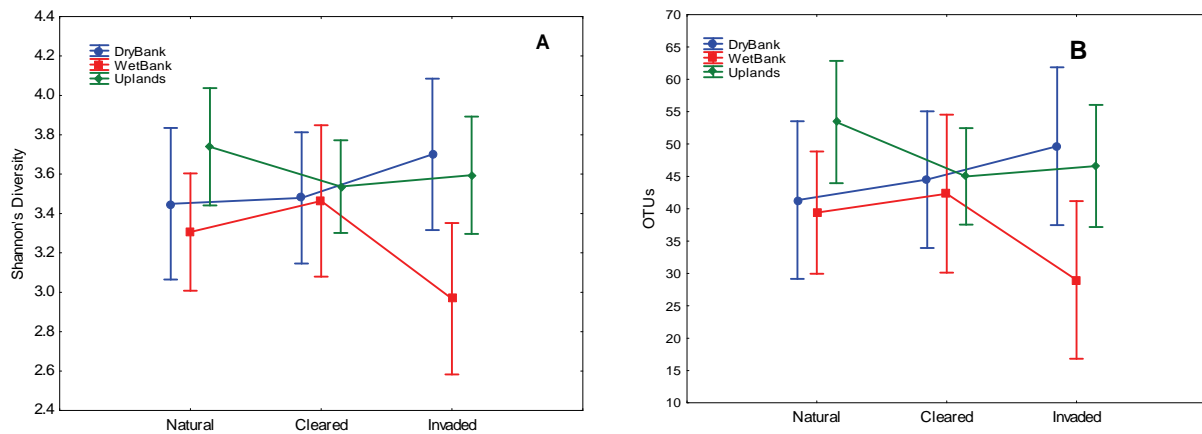 A
DryBank
WetBank
Uplands
Shannon's Diversity
4.4
4.2
4.0
3.8
3.6
3.4
3.2
3.0
2.8
2.6
2.4
Natural Cleared Invaded
B
DryBank
WetBank
Uplands
OTUs
70
65
60
55
50
45
40
35
30
25
20
15
10
Natural Cleared Invaded